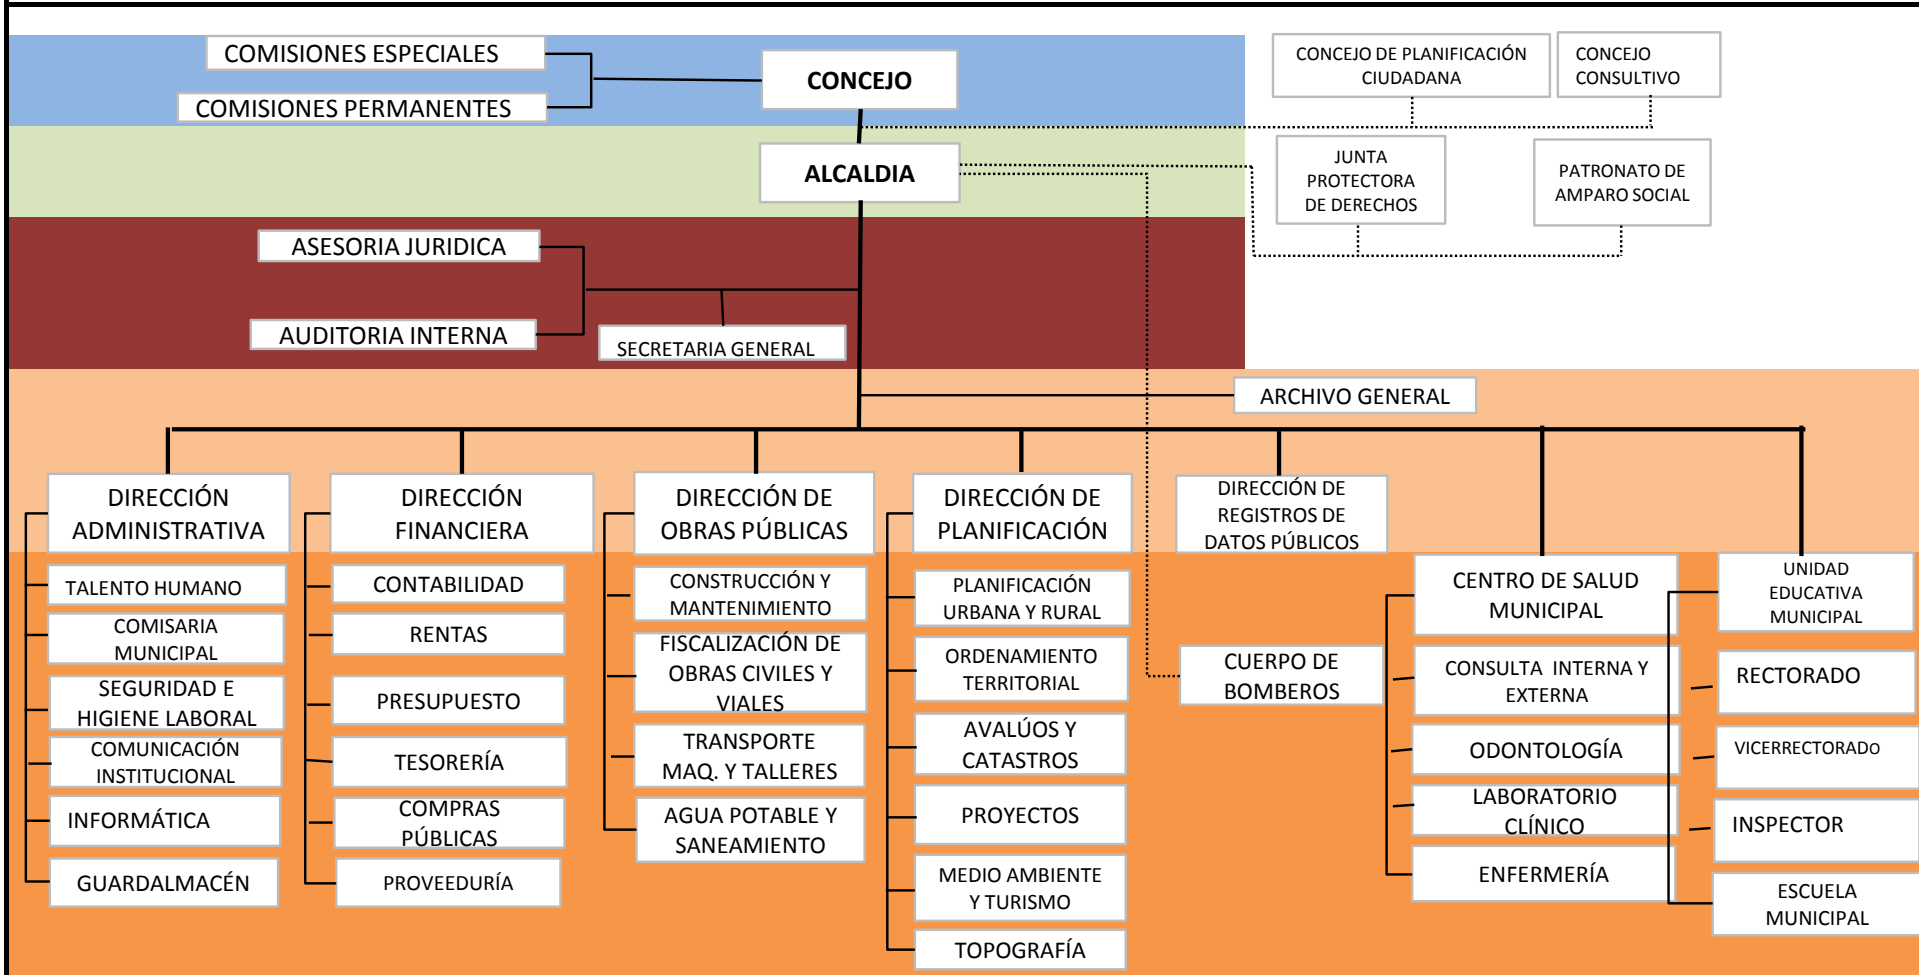 COMISIONES ESPECIALES
COMISIONES PERMANENTES
CONCEJO
CONCEJO DE PLANIFICACIÓN
CIUDADANA
CONCEJO
CONSULTIVO
ALCALDIA
JUNTA
PROTECTORA
DE DERECHOS
PATRONATO DE
AMPARO SOCIAL
ASESORIA JURIDICA
AUDITORIA INTERNA
SECRETARIA GENERAL
ARCHIVO GENERAL
DIRECCIÓN
ADMINISTRATIVA
TALENTO HUMANO
COMISARIA
MUNICIPAL
SEGURIDAD E
HIGIENE LABORAL
COMUNICACIÓN
INSTITUCIONAL
INFORMÁTICA
GUARDALMACÉN
DIRECCIÓN
FINANCIERA
CONTABILIDAD
RENTAS
PRESUPUESTO
TESORERÍA
COMPRAS
PÚBLICAS
PROVEEDURÍA
DIRECCIÓN DE
OBRAS PÚBLICAS
CONSTRUCCIÓN Y
MANTENIMIENTO
FISCALIZACIÓN DE
OBRAS CIVILES Y
VIALES
TRANSPORTE
MAQ. Y TALLERES
AGUA POTABLE Y
SANEAMIENTO
DIRECCIÓN DE
PLANIFICACIÓN
PLANIFICACIÓN
URBANA Y RURAL
ORDENAMIENTO
TERRITORIAL
AVALÚOS Y
CATASTROS
PROYECTOS
MEDIO AMBIENTE
Y TURISMO
TOPOGRAFÍA
DIRECCIÓN DE
REGISTROS DE
DATOS PÚBLICOS
CUERPO DE
BOMBEROS
CENTRO DE SALUD
MUNICIPAL
CONSULTA  INTERNA Y
EXTERNA
ODONTOLOGÍA
LABORATORIO
CLÍNICO
ENFERMERÍA
UNIDAD
EDUCATIVA
MUNICIPAL
RECTORADO
VICERRECTORADO
INSPECTOR
ESCUELA
MUNICIPAL